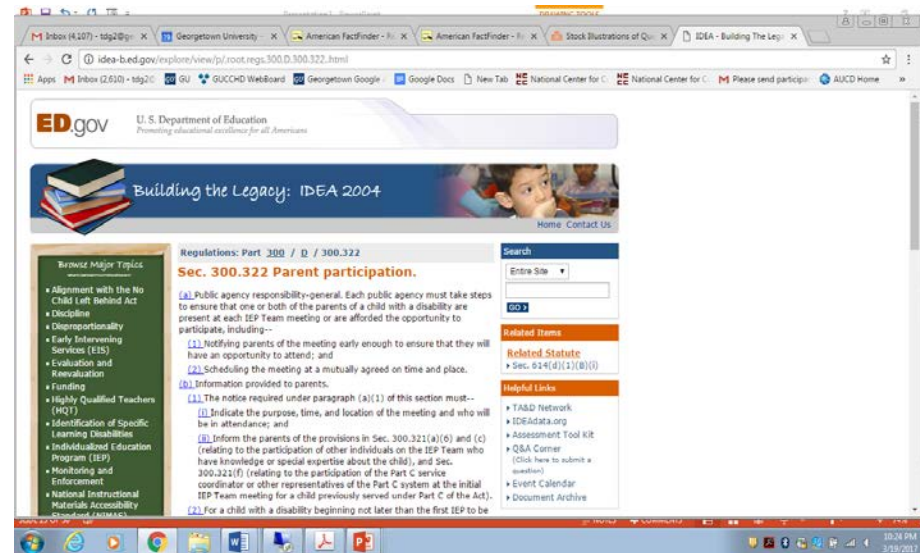 DRAWING TOOLS
Inbox (4,107) - tdg2@ge
Georgetown University -
American FactFinder - R
American FactFinder - R
Stock Illustrations of Qu
IDEA - Building The Lega
idea-b.ed.gov/explore/view/p/,root,regs,300,D,300.322,.html
Apps
Inbox (2,610) - tdg2
GU
GUCCHD WebBoard
Georgetown Google
Google Docs
New Tab
National Center for C
National Center for C
Please send participa
AUCD Home
»
ED.gov
U. S. Department of Education
Promoting educational excellence for all Americans
Building the Legacy: IDEA 2004
Home Contact Us
Browse Major Topics
Alignment with the No
Child Left Behind Act
Discipline
Disproportionality
Early Intervening
Services (EIS)
Evaluation and
Reevaluation
Funding
Highly Qualified Teachers
(HQT)
Identification of Specific
Learning Disabilities
Individualized Education
Program (IEP)
Monitoring and
Enforcement
National Instructional
Materials Accessibility
Standard (NIMAS)
Regulations: Part 300 / D / 300.322
Sec. 300.322 Parent participation.
(a) Public agency responsibility-general. Each public agency must take steps
to ensure that one or both of the parents of a child with a disability are
present at each IEP Team meeting or are afforded the opportunity to
participate, including--
(1) Notifying parents of the meeting early enough to ensure that they will
have an opportunity to attend; and
(2) Scheduling the meeting at a mutually agreed on time and place.
(b) Information provided to parents.
(1) The notice required under paragraph (a)(1) of this section must--
(i) Indicate the purpose, time, and location of the meeting and who will
be in attendance; and
(ii) Inform the parents of the provisions in Sec. 300.321(a)(6) and (c)
(relating to the participation of other individuals on the IEP Team who
have knowledge or special expertise about the child), and Sec.
300.321(f) (relating to the participation of the Part C service
coordinator or other representatives of the Part C system at the initial
IEP Team meeting for a child previously served under Part C of the Act).
(2) For a child with a disability beginning not later than the first IEP to be
Search
Entire Site
GO >
Related Items
Related Statute
Sec. 614(d)(1)(B)(i)
Helpful Links
TA&D Network
IDEAdata.org
Assessment Tool Kit
Q&A Corner
(Click here to submit a
question)
Event Calendar
Document Archive
NOTES
COMMENTS
10:24 PM
3/19/2017